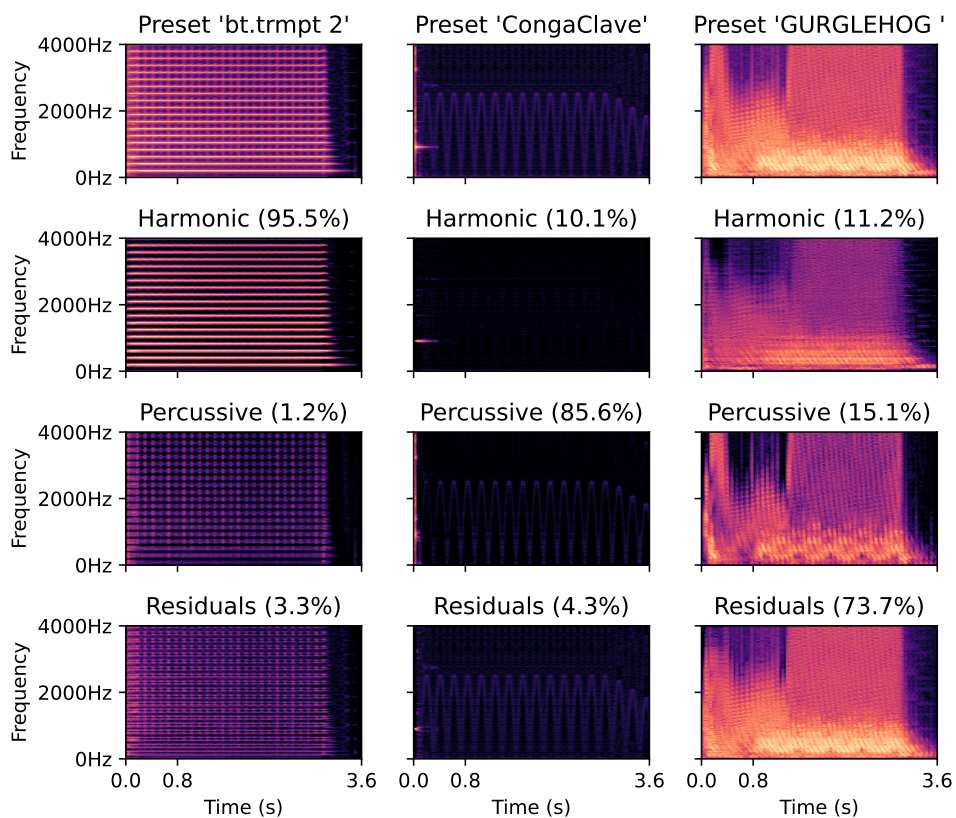 Preset 'bt.trmpt 2' Preset 'CongaClave' Preset 'GURGLEHOG '
4000Hz
Frequency
2000Hz
0Hz
Harmonic (95.5%) Harmonic (10.1%) Harmonic (11.2%)
4000Hz
Frequency
2000Hz
0Hz
Percussive (1.2%) Percussive (85.6%) Percussive (15.1%)
4000Hz
Frequency
2000Hz
0Hz
Residuals (3.3%) Residuals (4.3%) Residuals (73.7%)
4000Hz
Frequency
2000Hz
0Hz
0.0 0.8 3.6 0.0 0.8 3.6 0.0 0.8 3.6
Time (s) Time (s) Time (s)